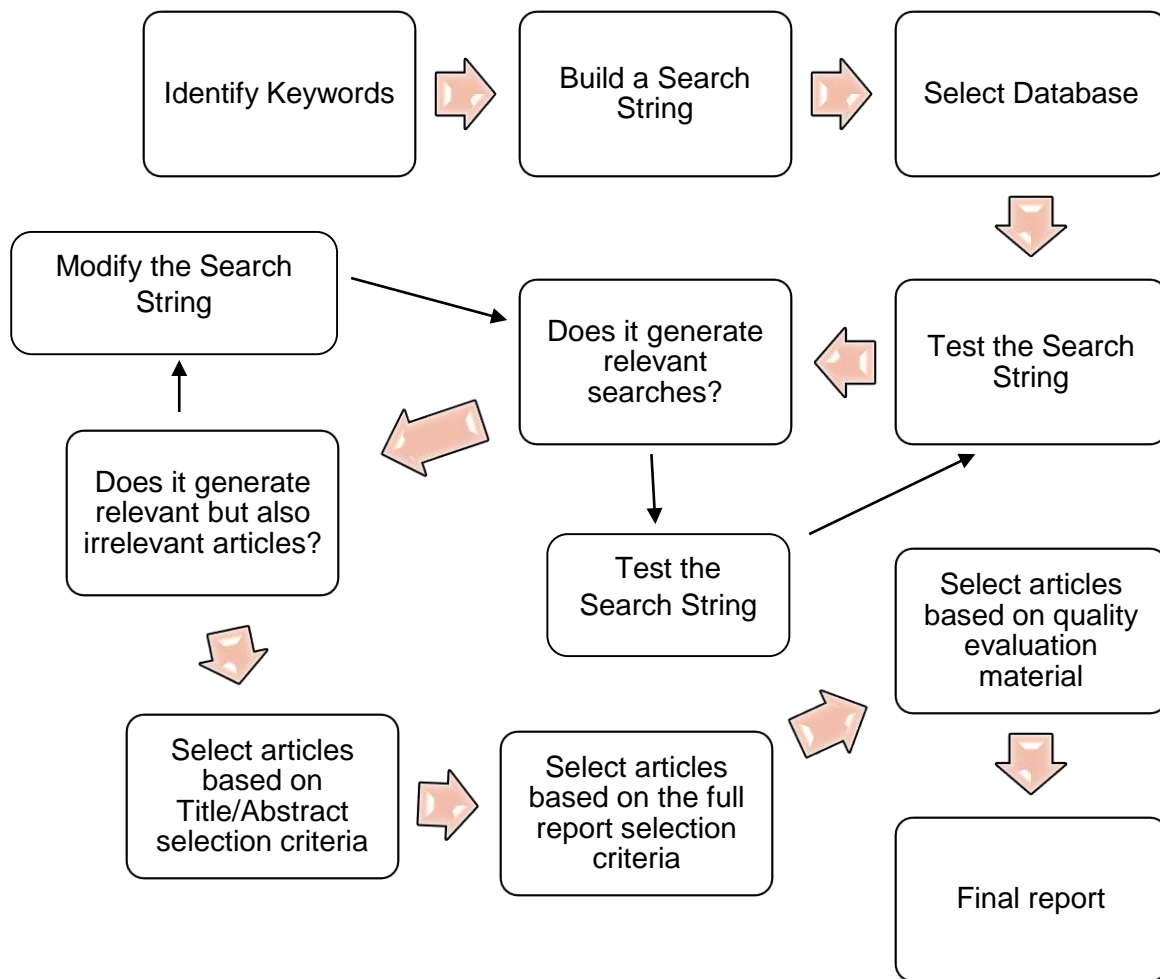 Identify Keywords
Build a Search
String
Select Database
Modify the Search
String
Does it generate
relevant
searches?
Test the Search
String
Does it generate
relevant but also
irrelevant articles?
Test the
Search String
Select articles
based on quality
evaluation
material
Select articles
based on
Title/Abstract
selection criteria
Select articles
based on the full
report selection
criteria
Final report